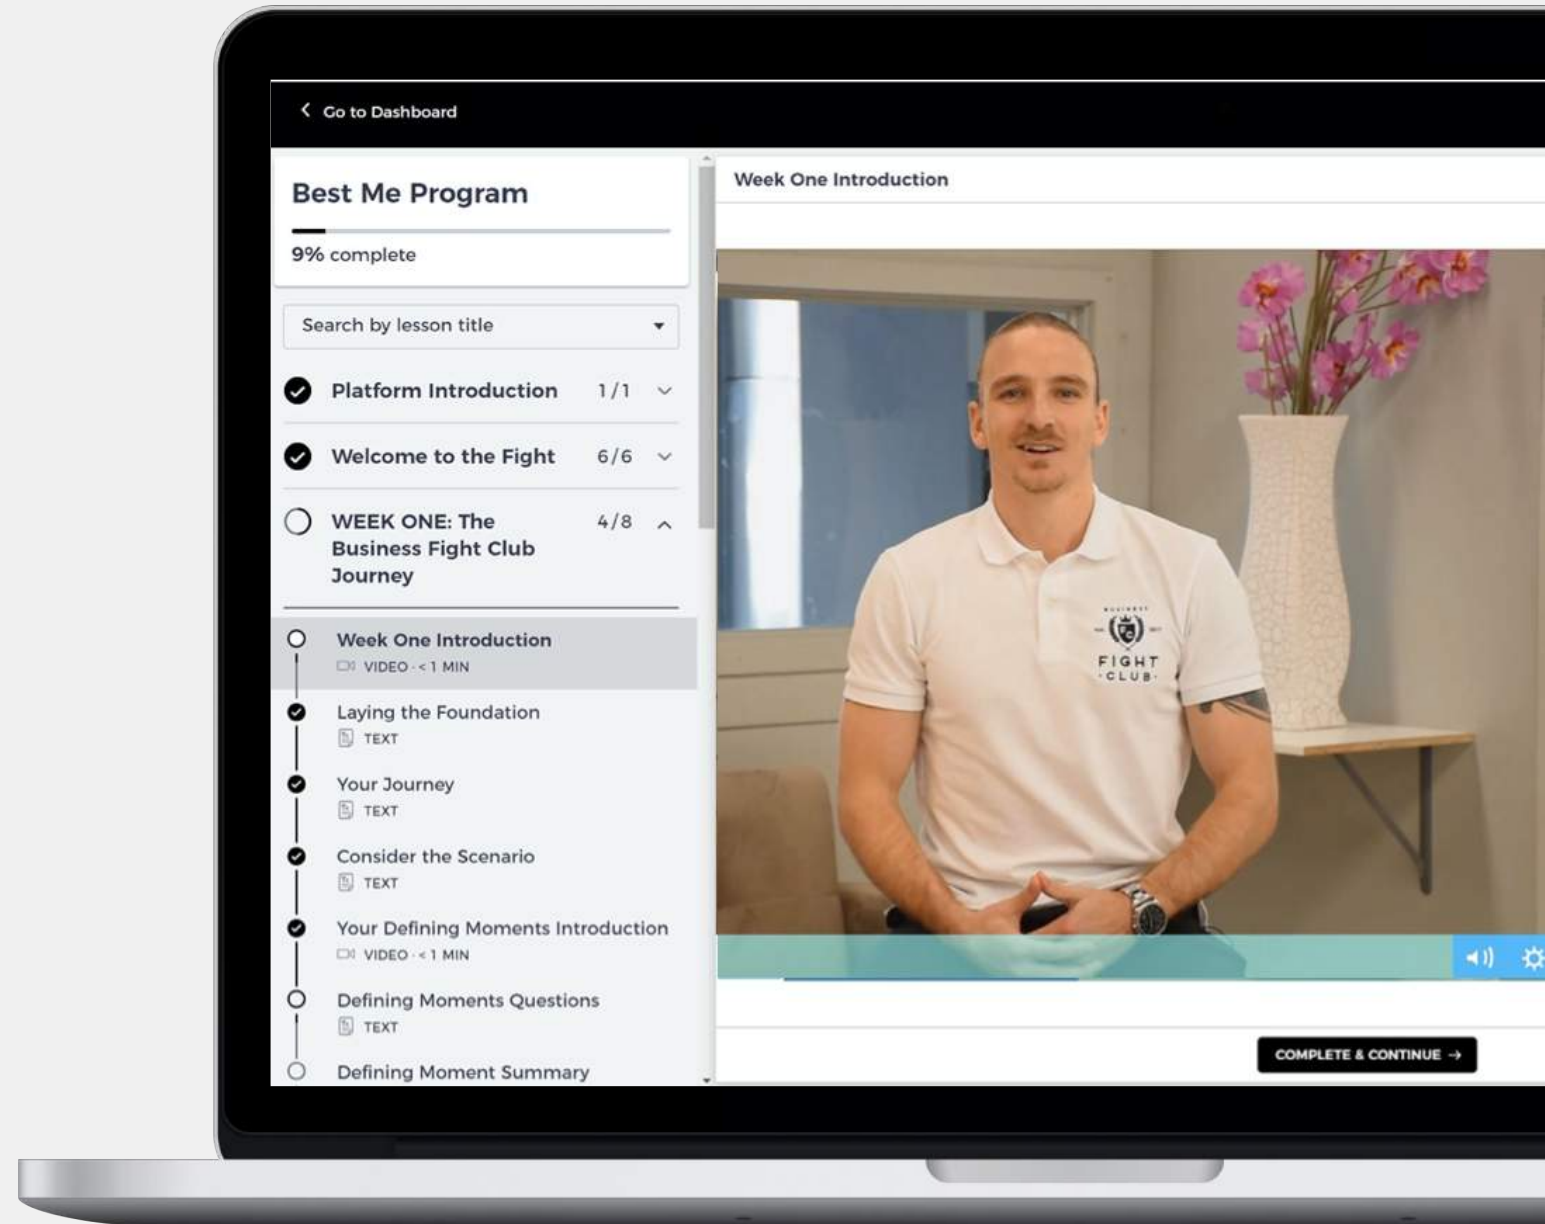 Go to Dashboard
Best Me Program
9% complete
Search by lesson title
Platform Introduction 1/1
Welcome to the Fight 6/6
WEEK ONE: The 4/8
Business Fight Club
Journey
Week One Introduction
VIDEO · < 1 MIN
Laying the Foundation
TEXT
Your Journey
TEXT
Consider the Scenario
TEXT
Your Defining Moments Introduction
VIDEO · < 1 MIN
Defining Moments Questions
TEXT
Defining Moment Summary
Week One Introduction
BUSINESS
FIGHT
·CLUB·
COMPLETE & CONTINUE →